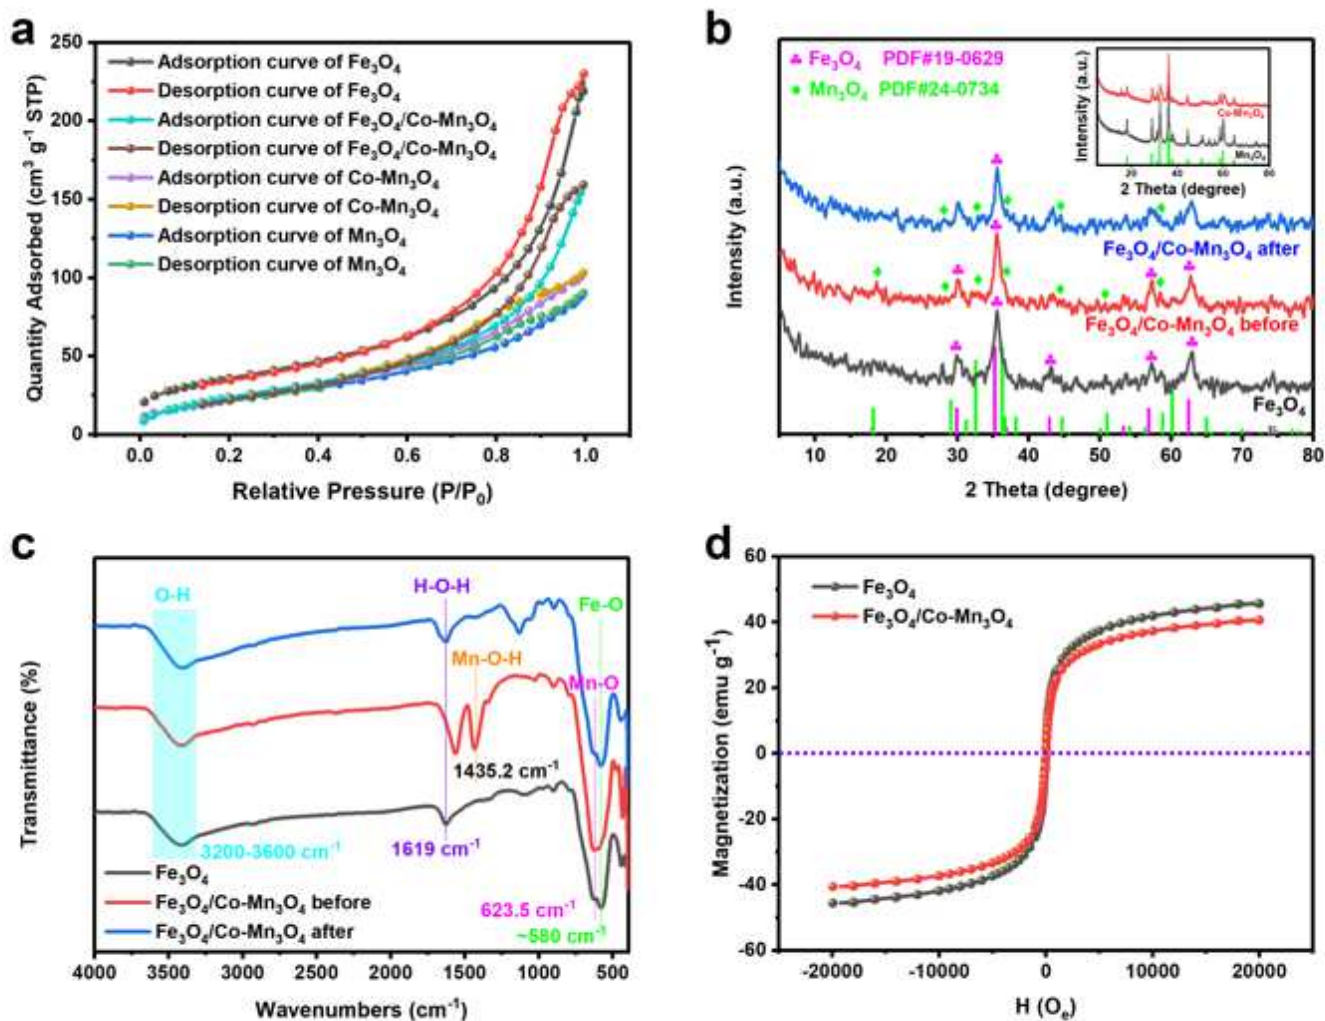 a
250
200
150
100
50
0
Quantity Adsorbed (cm³ g⁻¹ STP)
Adsorption curve of Fe₃O₄
Desorption curve of Fe₃O₄
Adsorption curve of Fe₃O₄/Co-Mn₃O₄
Desorption curve of Fe₃O₄/Co-Mn₃O₄
Adsorption curve of Co-Mn₃O₄
Desorption curve of Co-Mn₃O₄
Adsorption curve of Mn₃O₄
Desorption curve of Mn₃O₄
0.0 0.2 0.4 0.6 0.8 1.0
Relative Pressure (P/P₀)
b
Fe₃O₄ PDF#19-0629
Mn₃O₄ PDF#24-0734
Intensity (a.u.)
Intensity (a.u.)
Co-Mn₃O₄
Mn₃O₄
20 40 60 80
2 Theta (degree)
Fe₃O₄/Co-Mn₃O₄ after
Fe₃O₄/Co-Mn₃O₄ before
Fe₃O₄
10 20 30 40 50 60 70 80
2 Theta (degree)
c
Transmittance (%)
O-H
H-O-H
Fe-O
Mn-O-H
Mn-O
1435.2 cm⁻¹
3200-3600 cm⁻¹
1619 cm⁻¹
623.5 cm⁻¹
~580 cm⁻¹
Fe₃O₄
Fe₃O₄/Co-Mn₃O₄ before
Fe₃O₄/Co-Mn₃O₄ after
4000 3500 3000 2500 2000 1500 1000 500
Wavenumbers (cm⁻¹)
d
60
40
20
0
-20
-40
-60
Magnetization (emu g⁻¹)
Fe₃O₄
Fe₃O₄/Co-Mn₃O₄
-20000 -10000 0 10000 20000
H (Oₑ)